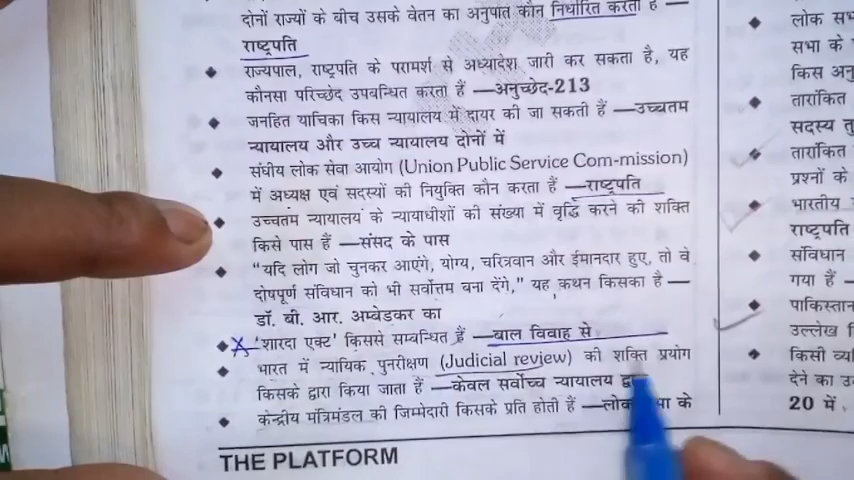 दोनों राज्यों के बीच उसके वेतन का अनुपात कौन निर्धारित करता है —
राष्ट्रपति
राज्यपाल, राष्ट्रपति के परामर्श से अध्यादेश जारी कर सकता है, यह
कौनसा परिच्छेद उपबन्धित करता हैं —अनुच्छेद-213
जनहित याचिका किस न्यायालय में दायर की जा सकती हैं —उच्चतम
न्यायालय और उच्च न्यायालय दोनों में
संघीय लोक सेवा आयोग (Union Public Service Com-mission)
में अध्यक्ष एवं सदस्यों की नियुक्ति कौन करता हैं —राष्ट्रपति
उच्चतम न्यायालय के न्यायाधीशों की संख्या में वृद्धि करने की शक्ति
किसे पास हैं —संसद के पास
“यदि लोग जो चुनकर आएंगे, योग्य, चरित्रवान और ईमानदार हुए, तो वे
दोषपूर्ण संविधान को भी सर्वोत्तम बना देंगे,” यह कथन किसका है —
डॉ. बी. आर. अम्बेडकर का
'शारदा एक्ट' किससे सम्बन्धित हैं —बाल विवाह से
भारत में न्यायिक पुनरीक्षण (Judicial review) की शक्ति प्रयोग
किसके द्वारा किया जाता हैं —केवल सर्वोच्च न्यायालय
केन्द्रीय मंत्रिमंडल की जिम्मेदारी किसके प्रति होती हैं — के
THE PLATFORM
लोक
सभा के
किस
तारांकित
सदस्य
तारांकित
प्रश्नों के
भारतीय
राष्ट्रपति
संविधान
गया हैं —
पाकिस्तान
उल्लेख
किसी
देने का
20 में